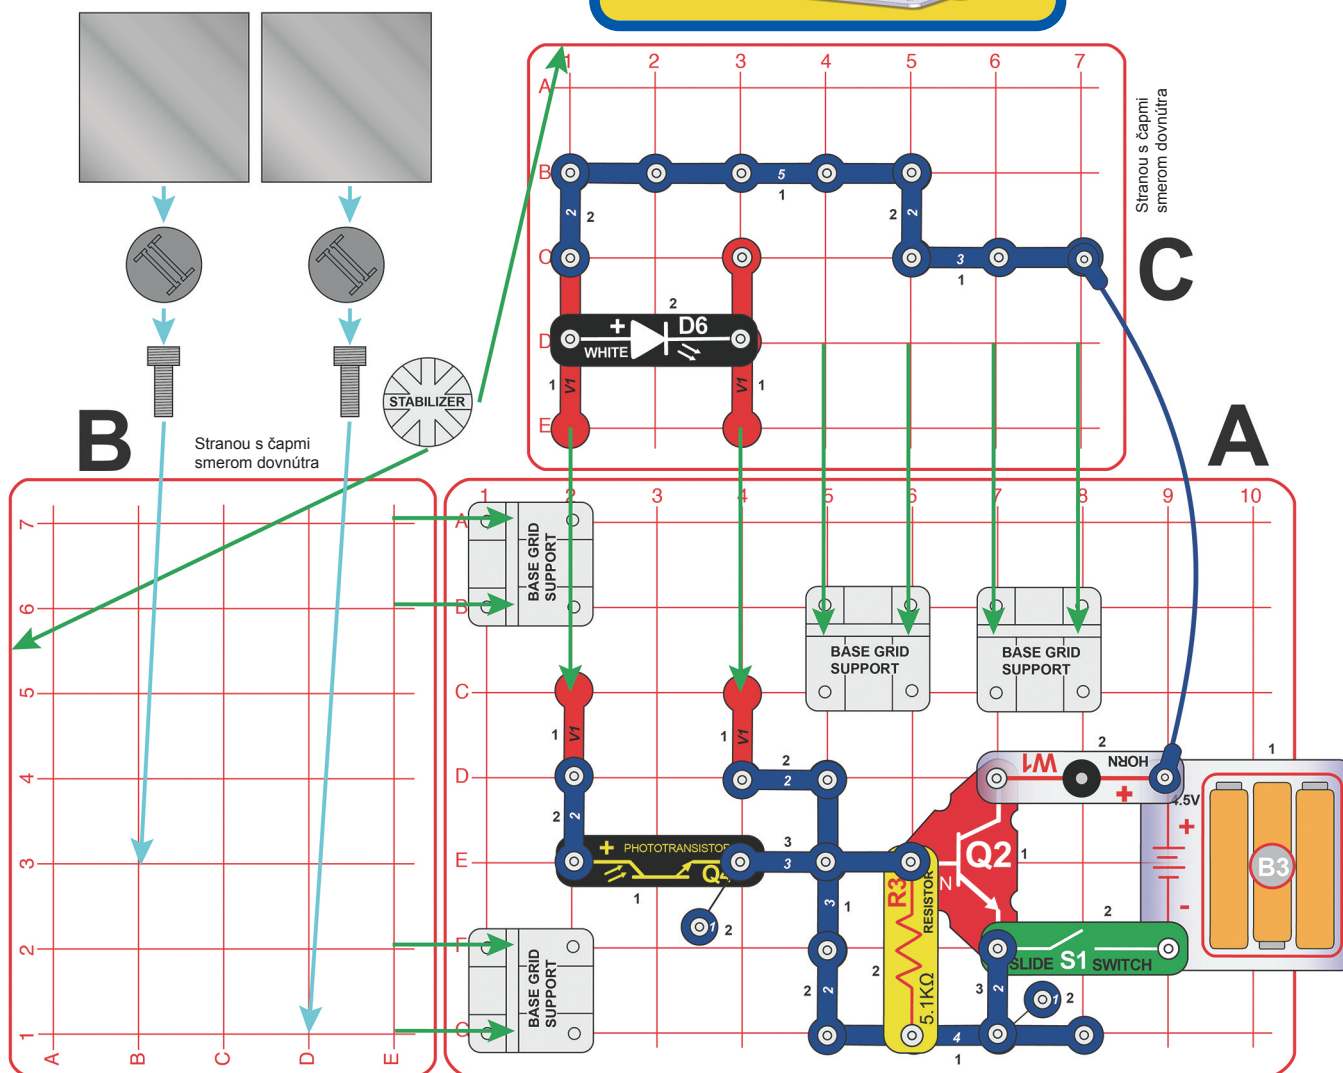 1 2 3 4 5 6 7
A
B
C
D
E
5
1
2
2
2
2
3
1
2
+ D6
WHITE
1 V1
V1 1
Stranou s čapmi
smerom dovnútra
C
STABILIZER
B
Stranou s čapmi
smerom dovnútra
A
7
6
5
4
3
2
1
A B C D E
1 2 3 4 5 6 7 8 9 10
A
B
C
D
E
F
G
BASE GRID
SUPPORT
BASE GRID
SUPPORT
BASE GRID
SUPPORT
BASE GRID
SUPPORT
1 V1
1 V1
2
2
2
2
+ PHOTOTRANSISTOR
Q4
1
3
3
1 2
3 1
2 2
R3
RESISTOR
5.1KΩ
2
Q2
N
1
W1
HORN
+
2
4.5V
+
-
B3
1
2
SLIDE S1 SWITCH
3 2
1 2
4
1